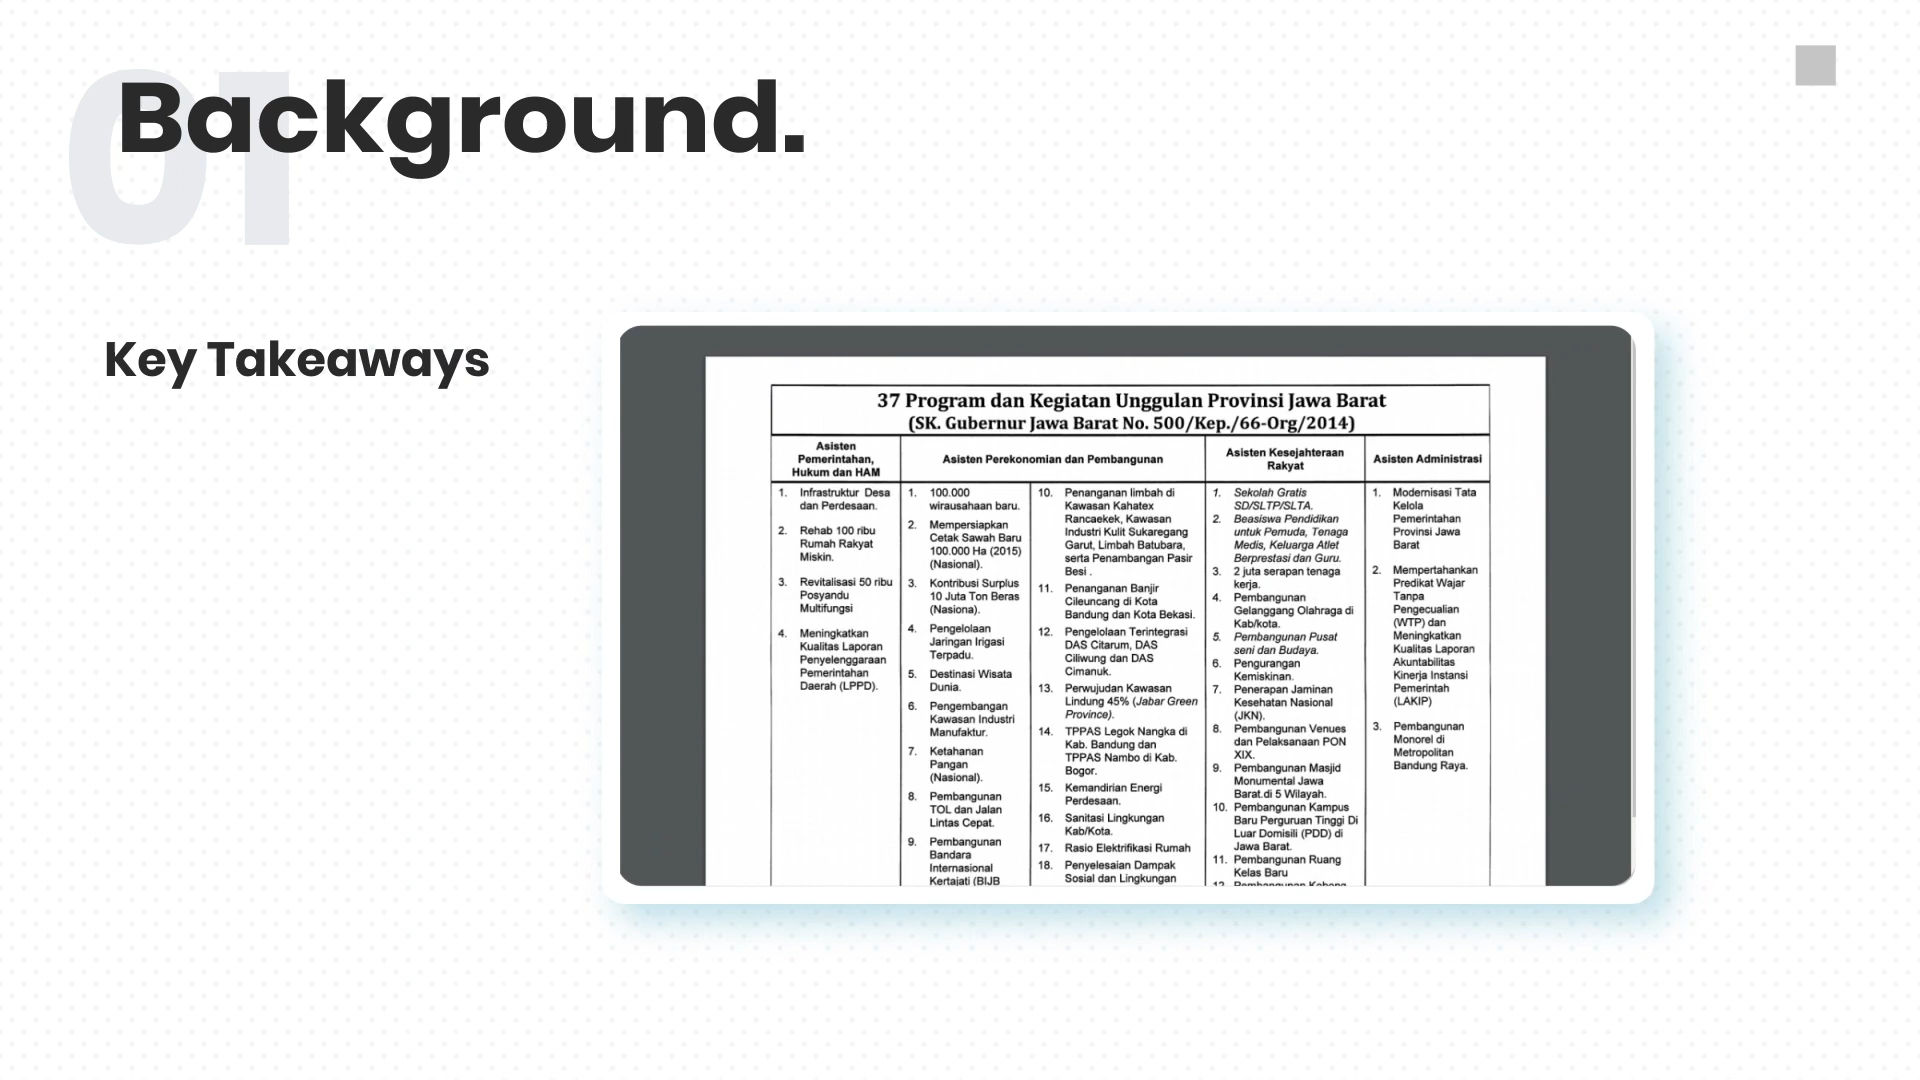 01
Background.
Key Takeaways
37 Program dan Kegiatan Unggulan Provinsi Jawa Barat
(SK. Gubernur Jawa Barat No. 500/Kep./66-Org/2014)
Asisten
Pemerintahan,
Hukum dan HAM
Asisten Perekonomian dan Pembangunan
Asisten Kesejahteraan
Rakyat
Asisten Administrasi
1. Infrastruktur Desa
dan Perdesaan.
2. Rehab 100 ribu
Rumah Rakyat
Miskin.
3. Revitalisasi 50 ribu
Posyandu
Multifungsi
4. Meningkatkan
Kualitas Laporan
Penyelenggaraan
Pemerintahan
Daerah (LPPD).
1. 100.000
wirausahaan baru.
2. Mempersiapkan
Cetak Sawah Baru
100.000 Ha (2015)
(Nasional).
3. Kontribusi Surplus
10 Juta Ton Beras
(Nasiona).
4. Pengelolaan
Jaringan Irigasi
Terpadu.
5. Destinasi Wisata
Dunia.
6. Pengembangan
Kawasan Industri
Manufaktur.
7. Ketahanan
Pangan
(Nasional).
8. Pembangunan
TOL dan Jalan
Lintas Cepat.
9. Pembangunan
Bandara
Internasional
Kertajati (BIJB
10. Penanganan limbah di
Kawasan Kahatex
Rancaekek, Kawasan
Industri Kulit Sukaregang
Garut, Limbah Batubara,
serta Penambangan Pasir
Besi .
11. Penanganan Banjir
Cileuncang di Kota
Bandung dan Kota Bekasi.
12. Pengelolaan Terintegrasi
DAS Citarum, DAS
Ciliwung dan DAS
Cimanuk.
13. Perwujudan Kawasan
Lindung 45% (Jabar Green
Province).
14. TPPAS Legok Nangka di
Kab. Bandung dan
TPPAS Nambo di Kab.
Bogor.
15. Kemandirian Energi
Perdesaan.
16. Sanitasi Lingkungan
Kab/Kota.
17. Rasio Elektrifikasi Rumah
18. Penyelesaian Dampak
Sosial dan Lingkungan
1. Sekolah Gratis
SD/SLTP/SLTA.
2. Beasiswa Pendidikan
untuk Pemuda, Tenaga
Medis, Keluarga Atlet
Berprestasi dan Guru.
3. 2 juta serapan tenaga
kerja.
4. Pembangunan
Gelanggang Olahraga di
Kab/kota.
5. Pembangunan Pusat
seni dan Budaya.
6. Pengurangan
Kemiskinan.
7. Penerapan Jaminan
Kesehatan Nasional
(JKN).
8. Pembangunan Venues
dan Pelaksanaan PON
XIX.
9. Pembangunan Masjid
Monumental Jawa
Barat.di 5 Wilayah.
10. Pembangunan Kampus
Baru Perguruan Tinggi Di
Luar Domisili (PDD) di
Jawa Barat.
11. Pembangunan Ruang
Kelas Baru
1. Modernisasi Tata
Kelola
Pemerintahan
Provinsi Jawa
Barat
2. Mempertahankan
Predikat Wajar
Tanpa
Pengecualian
(WTP) dan
Meningkatkan
Kualitas Laporan
Akuntabilitas
Kinerja Instansi
Pemerintah
(LAKIP)
3. Pembangunan
Monorel di
Metropolitan
Bandung Raya.